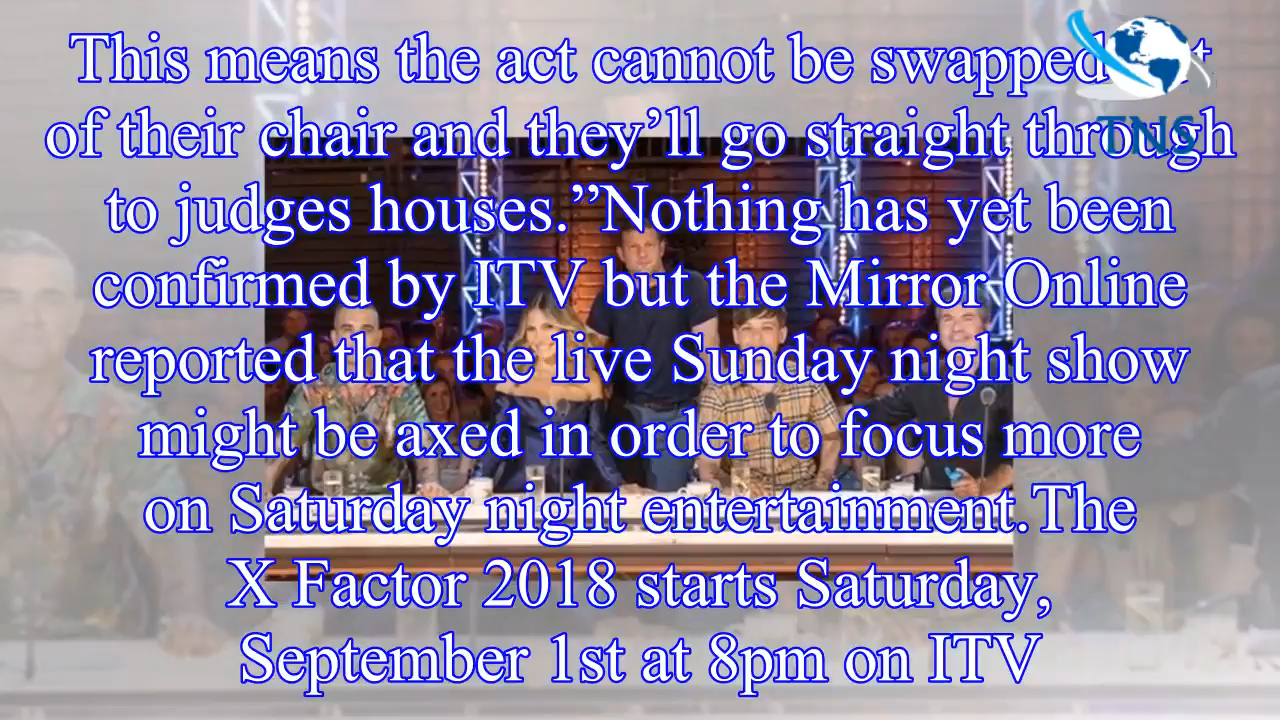 This means the act cannot be swapped
of their chair and they’ll go straight through
to judges houses.”Nothing has yet been
confirmed by ITV but the Mirror Online
reported that the live Sunday night show
might be axed in order to focus more
on Saturday night entertainment.The
X Factor 2018 starts Saturday,
September 1st at 8pm on ITV
TNS